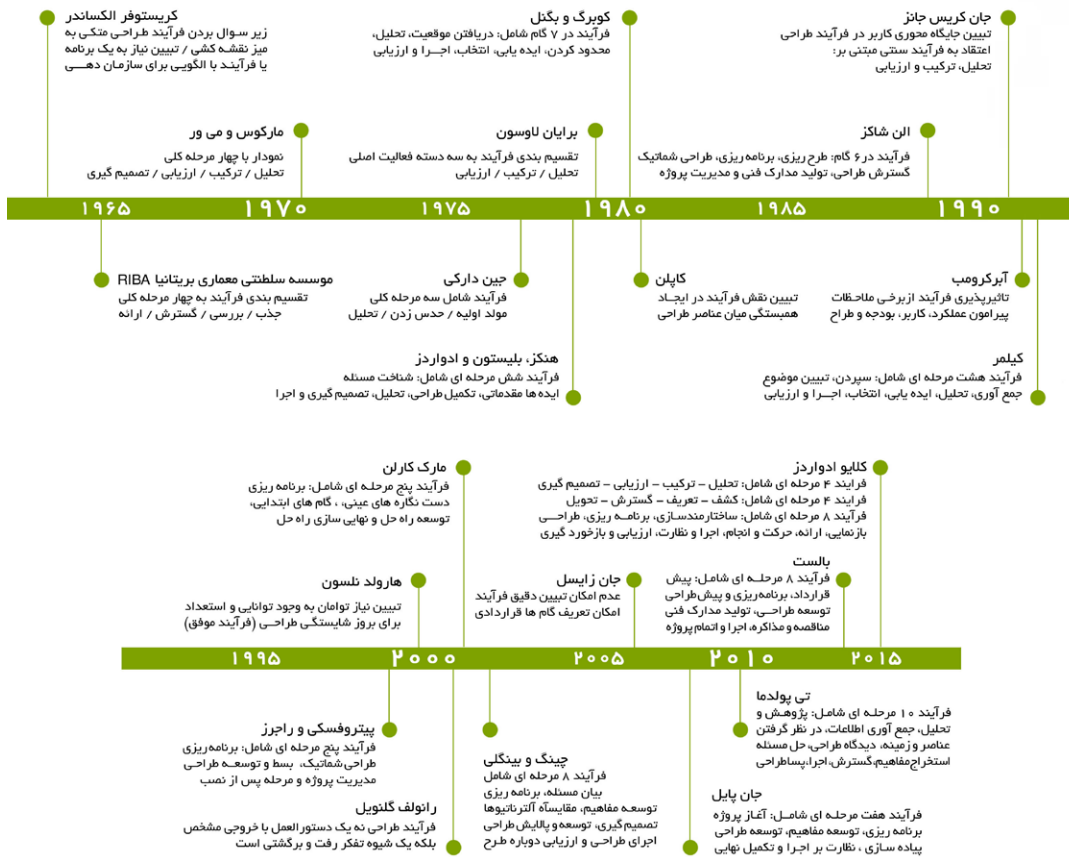 کریستوفر الکساندر
زیر سوال بردن فرآیند طراحی متکی به
میز نقشه کشی / تبیین نیاز به یک برنامه
یا فرآیند با الگویی برای سازمان دهی
کوبرگ و بگنل
فرآیند در ۷ گام شامل: دریافتن موقعیت، تحلیل،
محدود کردن، ایده یابی، انتخاب، اجرا و ارزیابی
جان کریس جانز
تبیین جایگاه محوری کاربر در فرآیند طراحی
اعتقاد به فرآیند سنتی مبتنی بر:
تحلیل، ترکیب و ارزیابی
مارکوس و می ور
نمودار با چهار مرحله کلی
تحلیل / ترکیب / ارزیابی / تصمیم گیری
برایان لاوسون
تقسیم بندی فرآیند به سه دسته فعالیت اصلی
تحلیل / ترکیب / ارزیابی
الن شاکز
فرآیند در ۶ گام: طرح ریزی، برنامه ریزی، طراحی شماتیک
گسترش طراحی، تولید مدارک فنی و مدیریت پروژه
۱۹۶۵ ۱۹۷۰ ۱۹۷۵ ۱۹۸۰ ۱۹۸۵ ۱۹۹۰
موسسه سلطنتی معماری بریتانیا RIBA
تقسیم بندی فرآیند به چهار مرحله کلی
جذب / بررسی / گسترش / ارائه
جین دارکی
فرآیند شامل سه مرحله کلی
مولد اولیه / حدس زدن / تحلیل
کاپلن
تبیین نقش فرآیند در ایجاد
همبستگی میان عناصر طراحی
آبرکرومب
تاثیرپذیری فرآیند ازبرخی ملاحظات
پیرامون عملکرد، کاربر، بودجه و طراح
هنکز، بلیستون و ادواردز
فرآیند شش مرحله ای شامل: شناخت مسئله
ایده ها مقدماتی، تکمیل طراحی، تحلیل، تصمیم گیری و اجرا
کیلمر
فرآیند هشت مرحله ای شامل: سپردن، تبیین موضوع
جمع آوری، تحلیل، ایده یابی، انتخاب، اجرا و ارزیابی
مارک کارلن
فرآیند پنج مرحله ای شامل: برنامه ریزی
دست نگاره های عینی، ، گام های ابتدایی،
توسعه راه حل و نهایی سازی راه حل
کلایو ادواردز
فرایند ۴ مرحله ای شامل: تحلیل - ترکیب - ارزیابی - تصمیم گیری
فرایند ۴ مرحله ای شامل: کشف - تعریف - گسترش - تحویل
فرآیند ۸ مرحله ای شامل: ساختارمندسازی، برنامه ریزی، طراحی
بازنمایی، ارائه، حرکت و انجام، اجرا و نظارت، ارزیابی و بازخورد گیری
هارولد نلسون
تبیین نیاز توامان به وجود توانایی و استعداد
برای بروز شایستگی طراحی (فرآیند موفق)
جان زایسل
عدم امکان تبیین دقیق فرآیند
امکان تعریف گام ها قراردادی
بالست
فرآیند ۸ مرحله ای شامل: پیش
قرارداد، برنامه ریزی و پیش طراحی
توسعه طراحی، تولید مدارک فنی
مناقصه و مذاکره، اجرا و اتمام پروژه
۱۹۹۵ ۲۰۰۰ ۲۰۰۵ ۲۰۱۰ ۲۰۱۵
پیتروفسکی و راجرز
فرآیند پنج مرحله ای شامل: برنامه ریزی
طراحی شماتیک، بسط و توسعه طراحی
مدیریت پروژه و مرحله پس از نصب
چینگ و بینگلی
فرآیند ۸ مرحله ای شامل
بیان مسئله، برنامه ریزی
توسعه مفاهیم، مقایسه آلترناتیوها
تصمیم گیری، توسعه و پالایش طراحی
اجرای طراحی و ارزیابی دوباره طرح
تی پولدما
فرآیند ۱۰ مرحله ای شامل: پژوهش و
تحلیل، جمع آوری اطلاعات، در نظر گرفتن
عناصر و زمینه، دیدگاه طراحی، حل مسئله
استخراج مفاهیم، گسترش، اجرا، پساطراحی
رانولف گلنویل
فرآیند طراحی نه یک دستورالعمل با خروجی مشخص
بلکه یک شیوه تفکر رفت و برگشتی است
جان پایل
فرآیند هفت مرحله ای شامل: آغاز پروژه
برنامه ریزی، توسعه مفاهیم، توسعه طراحی
پیاده سازی ، نظارت بر اجرا و تکمیل نهایی